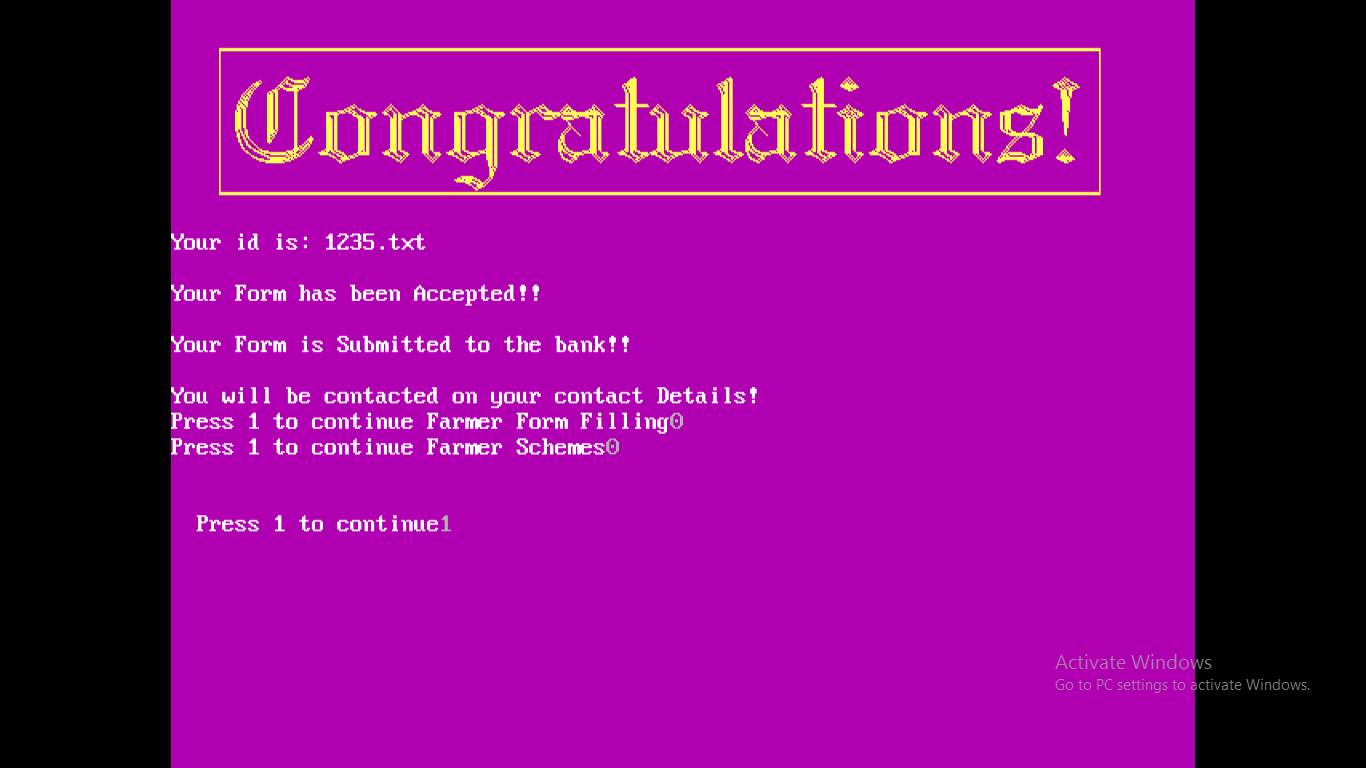 Congratulations!
Your id is: 1235.txt
Your Form has been Accepted!!
Your Form is Submitted to the bank!!
You will be contacted on your contact Details!
Press 1 to continue Farmer Form Filling0
Press 1 to continue Farmer Schemes0
Press 1 to continue1
Activate Windows
Go to PC settings to activate Windows.